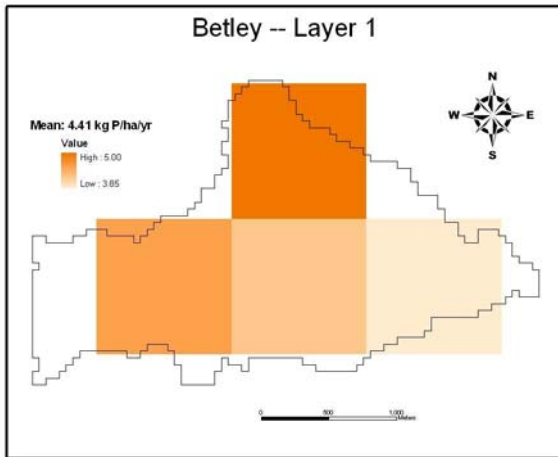 Betley -- Layer 1
N
W E
S
Mean: 4.41 kg P/ha/yr
Value
High : 5.00
Low : 3.85
0 500 1,000
Meters